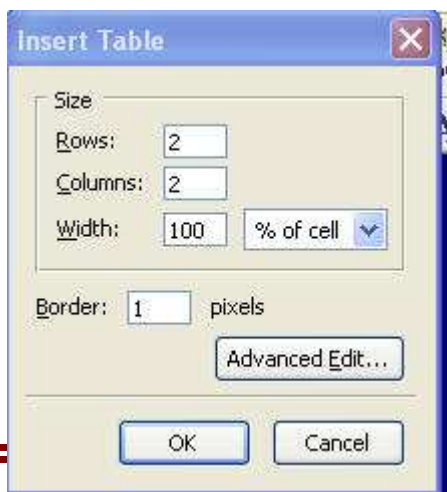 Insert Table
Size
Rows: 2
Columns: 2
Width: 100 % of cell
Border: 1 pixels
Advanced Edit...
OK Cancel